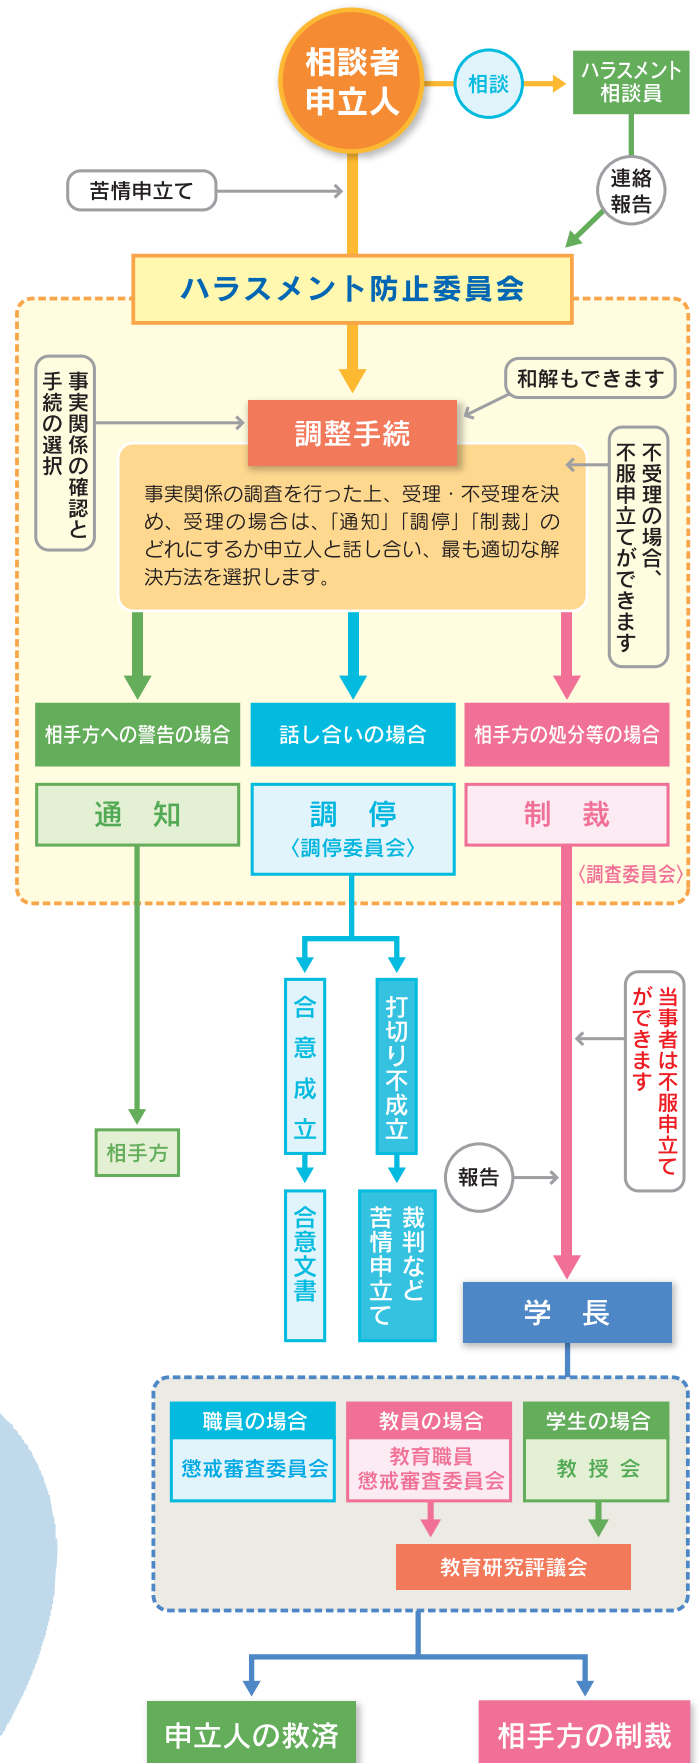 相談者
申立人
相談
ハラスメント
相談員
連絡
報告
苦情申立て
ハラスメント防止委員会
事実関係の確認と
手続の選択
和解もできます
調整手続
不受理の場合、
不服申立てができます
事実関係の調査を行った上、受理・不受理を決
め、受理の場合は、「通知」「調停」「制裁」の
どれにするか申立人と話し合い、最も適切な解
決方法を選択します。
相手方への警告の場合
話し合いの場合
相手方の処分等の場合
通 知
調 停
〈調停委員会〉
制 裁
〈調査委員会〉
合意成立
打切り不成立
当事者は不服申立て
ができます
相手方
報告
合意文書
裁判など
苦情申立て
学 長
職員の場合
懲戒審査委員会
教員の場合
教育職員
懲戒審査委員会
学生の場合
教 授 会
教育研究評議会
申立人の救済
相手方の制裁